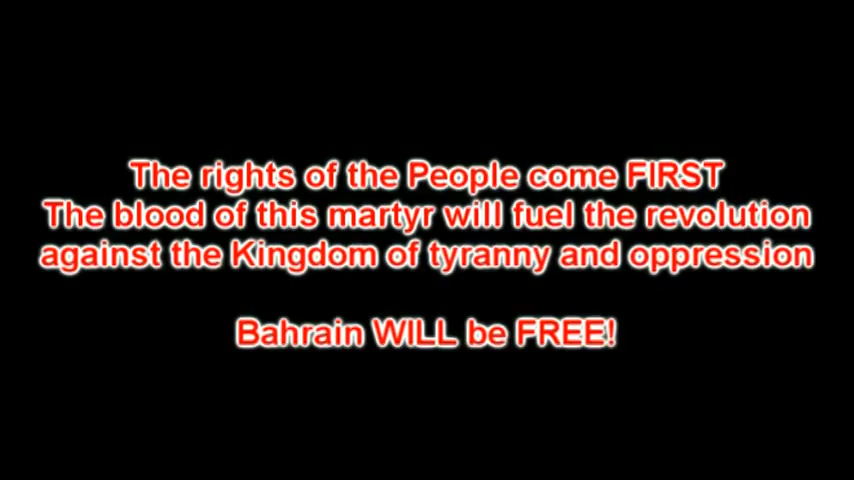 The rights of the People come FIRST
The blood of this martyr will fuel the revolution
against the Kingdom of tyranny and oppression
Bahrain WILL be FREE!